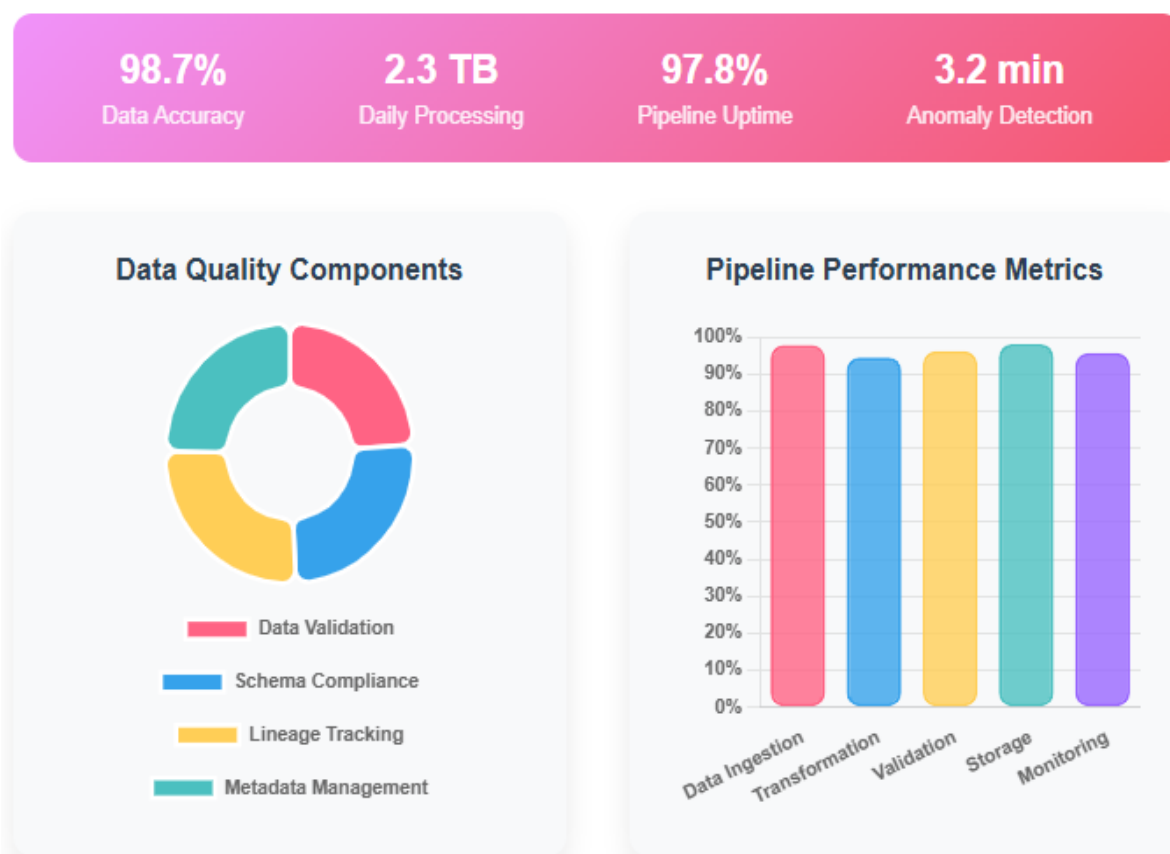 98.7%
2.3 TB
97.8%
3.2 min
Data Accuracy
Daily Processing
Pipeline Uptime
Anomaly Detection
Data Quality Components
Data Validation
Schema Compliance
Lineage Tracking
Metadata Management
Pipeline Performance Metrics
100%
90%
80%
70%
60%
50%
40%
30%
20%
10%
0%
Data Ingestion
Transformation
Validation
Storage
Monitoring